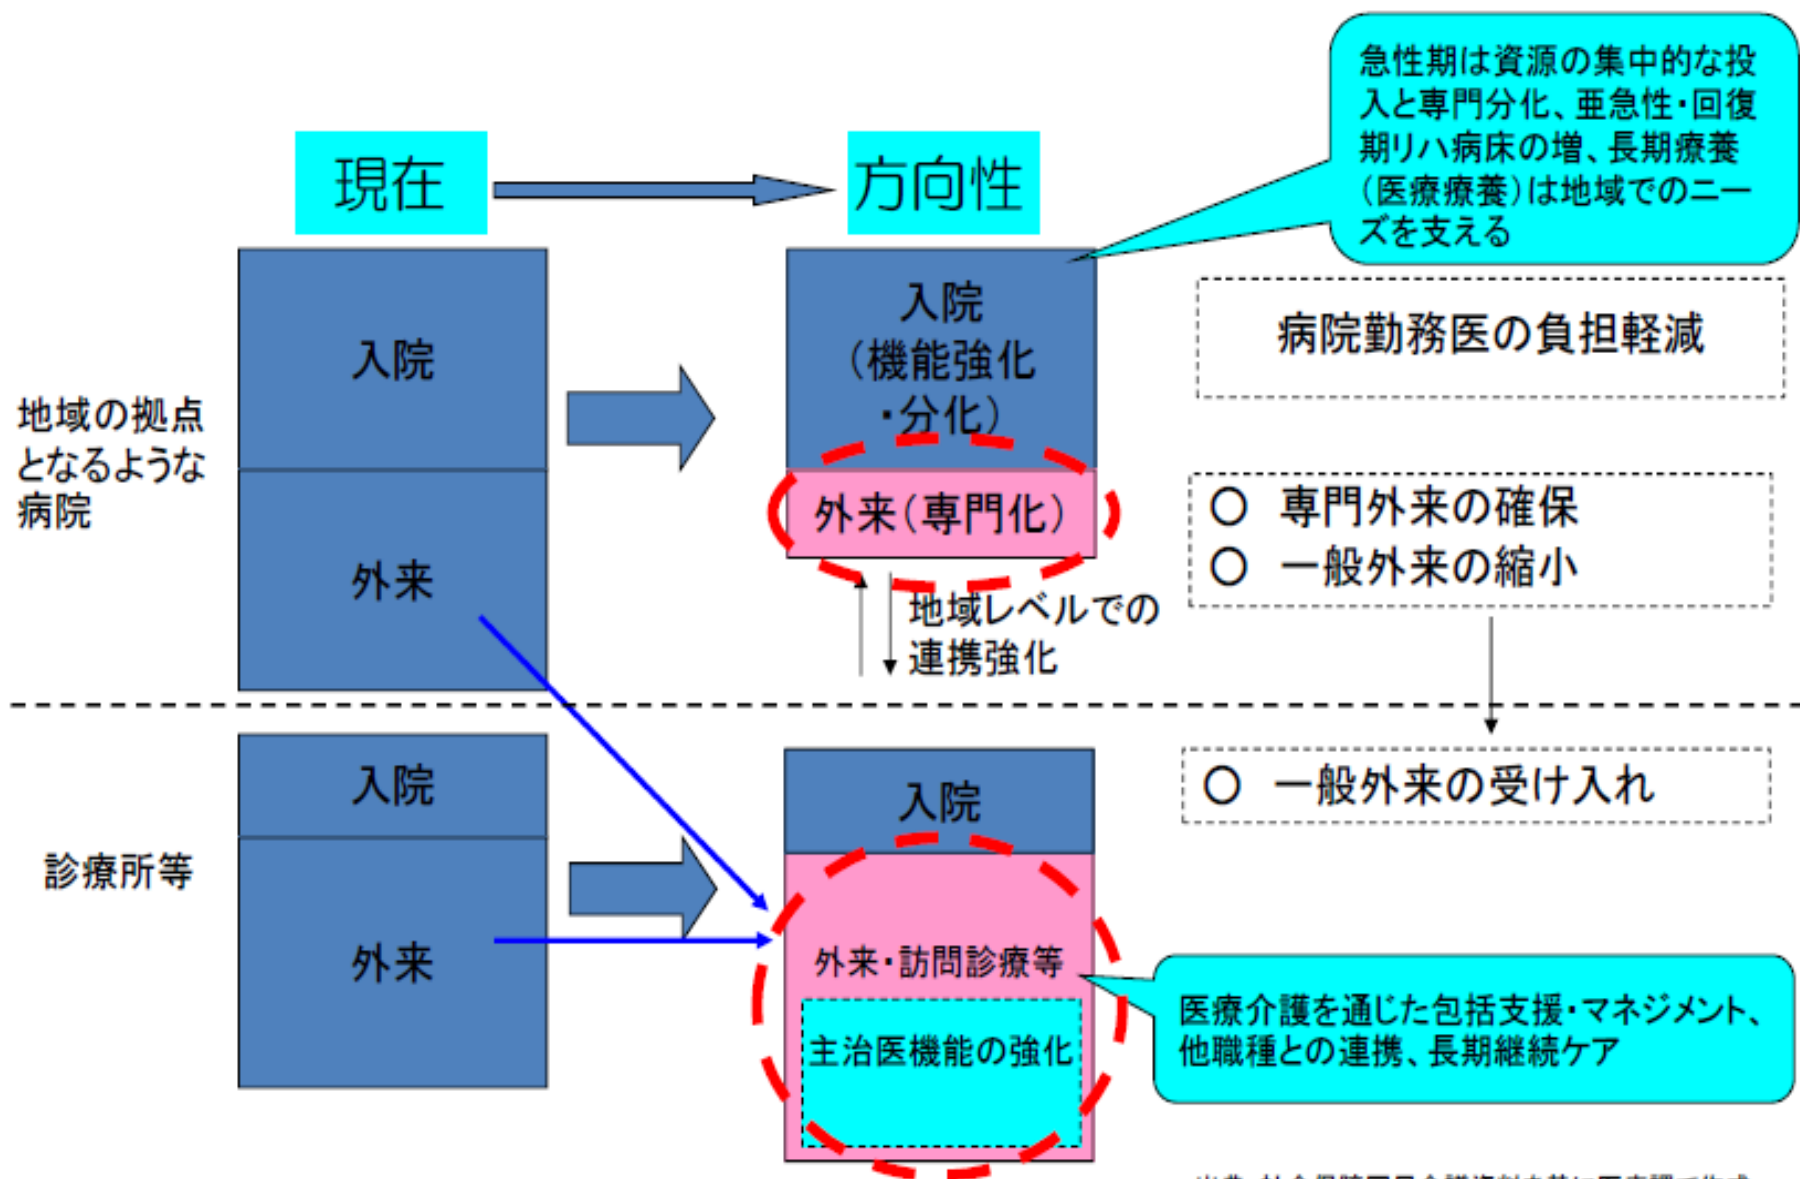 現在
方向性
急性期は資源の集中的な投
入と専門分化、亜急性・回復
期リハ病床の増、長期療養
（医療療養）は地域でのニー
ズを支える
地域の拠点
となるような
病院
入院
外来
入院
（機能強化
・分化）
外来（専門化）
病院勤務医の負担軽減
○ 専門外来の確保
○ 一般外来の縮小
地域レベルでの
連携強化
診療所等
入院
外来
入院
外来・訪問診療等
主治医機能の強化
○ 一般外来の受け入れ
医療介護を通じた包括支援・マネジメント、
他職種との連携、長期継続ケア